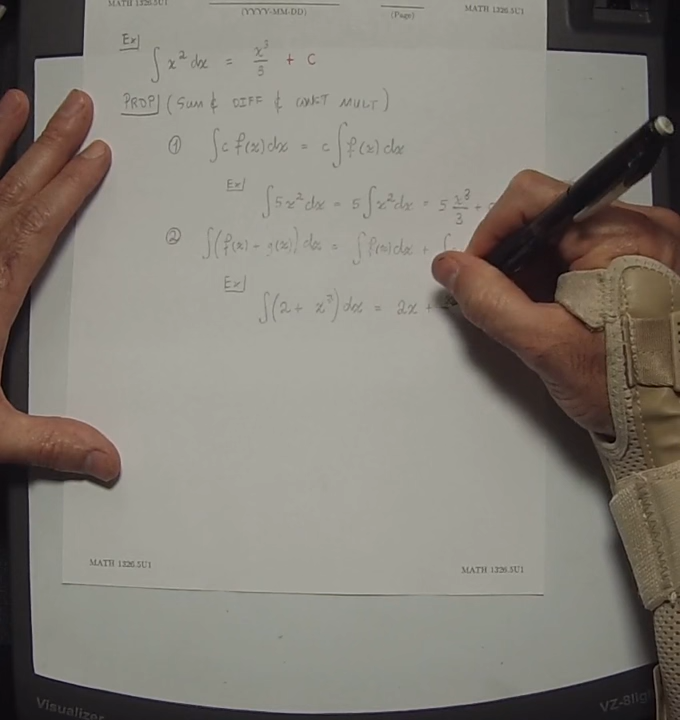 MATH 1326.5U1 MATH 1326.5U1
(YYYY-MM-DD) (Page)
Ex]
∫ x² dx = x³/3 + C
PROP] (SUM & DIFF & CONST MULT)
① ∫ c f(x) dx = c ∫ f(x) dx
Ex]
∫ 5x² dx = 5 ∫ x² dx = 5 x³/3 +
② ∫ (f(x) - g(x)) dx = ∫ f(x) dx + ∫
Ex]
∫ (2 + x²) dx = 2x +
MATH 1326.5U1 MATH 1326.5U1
Visualizer VZ-8lig